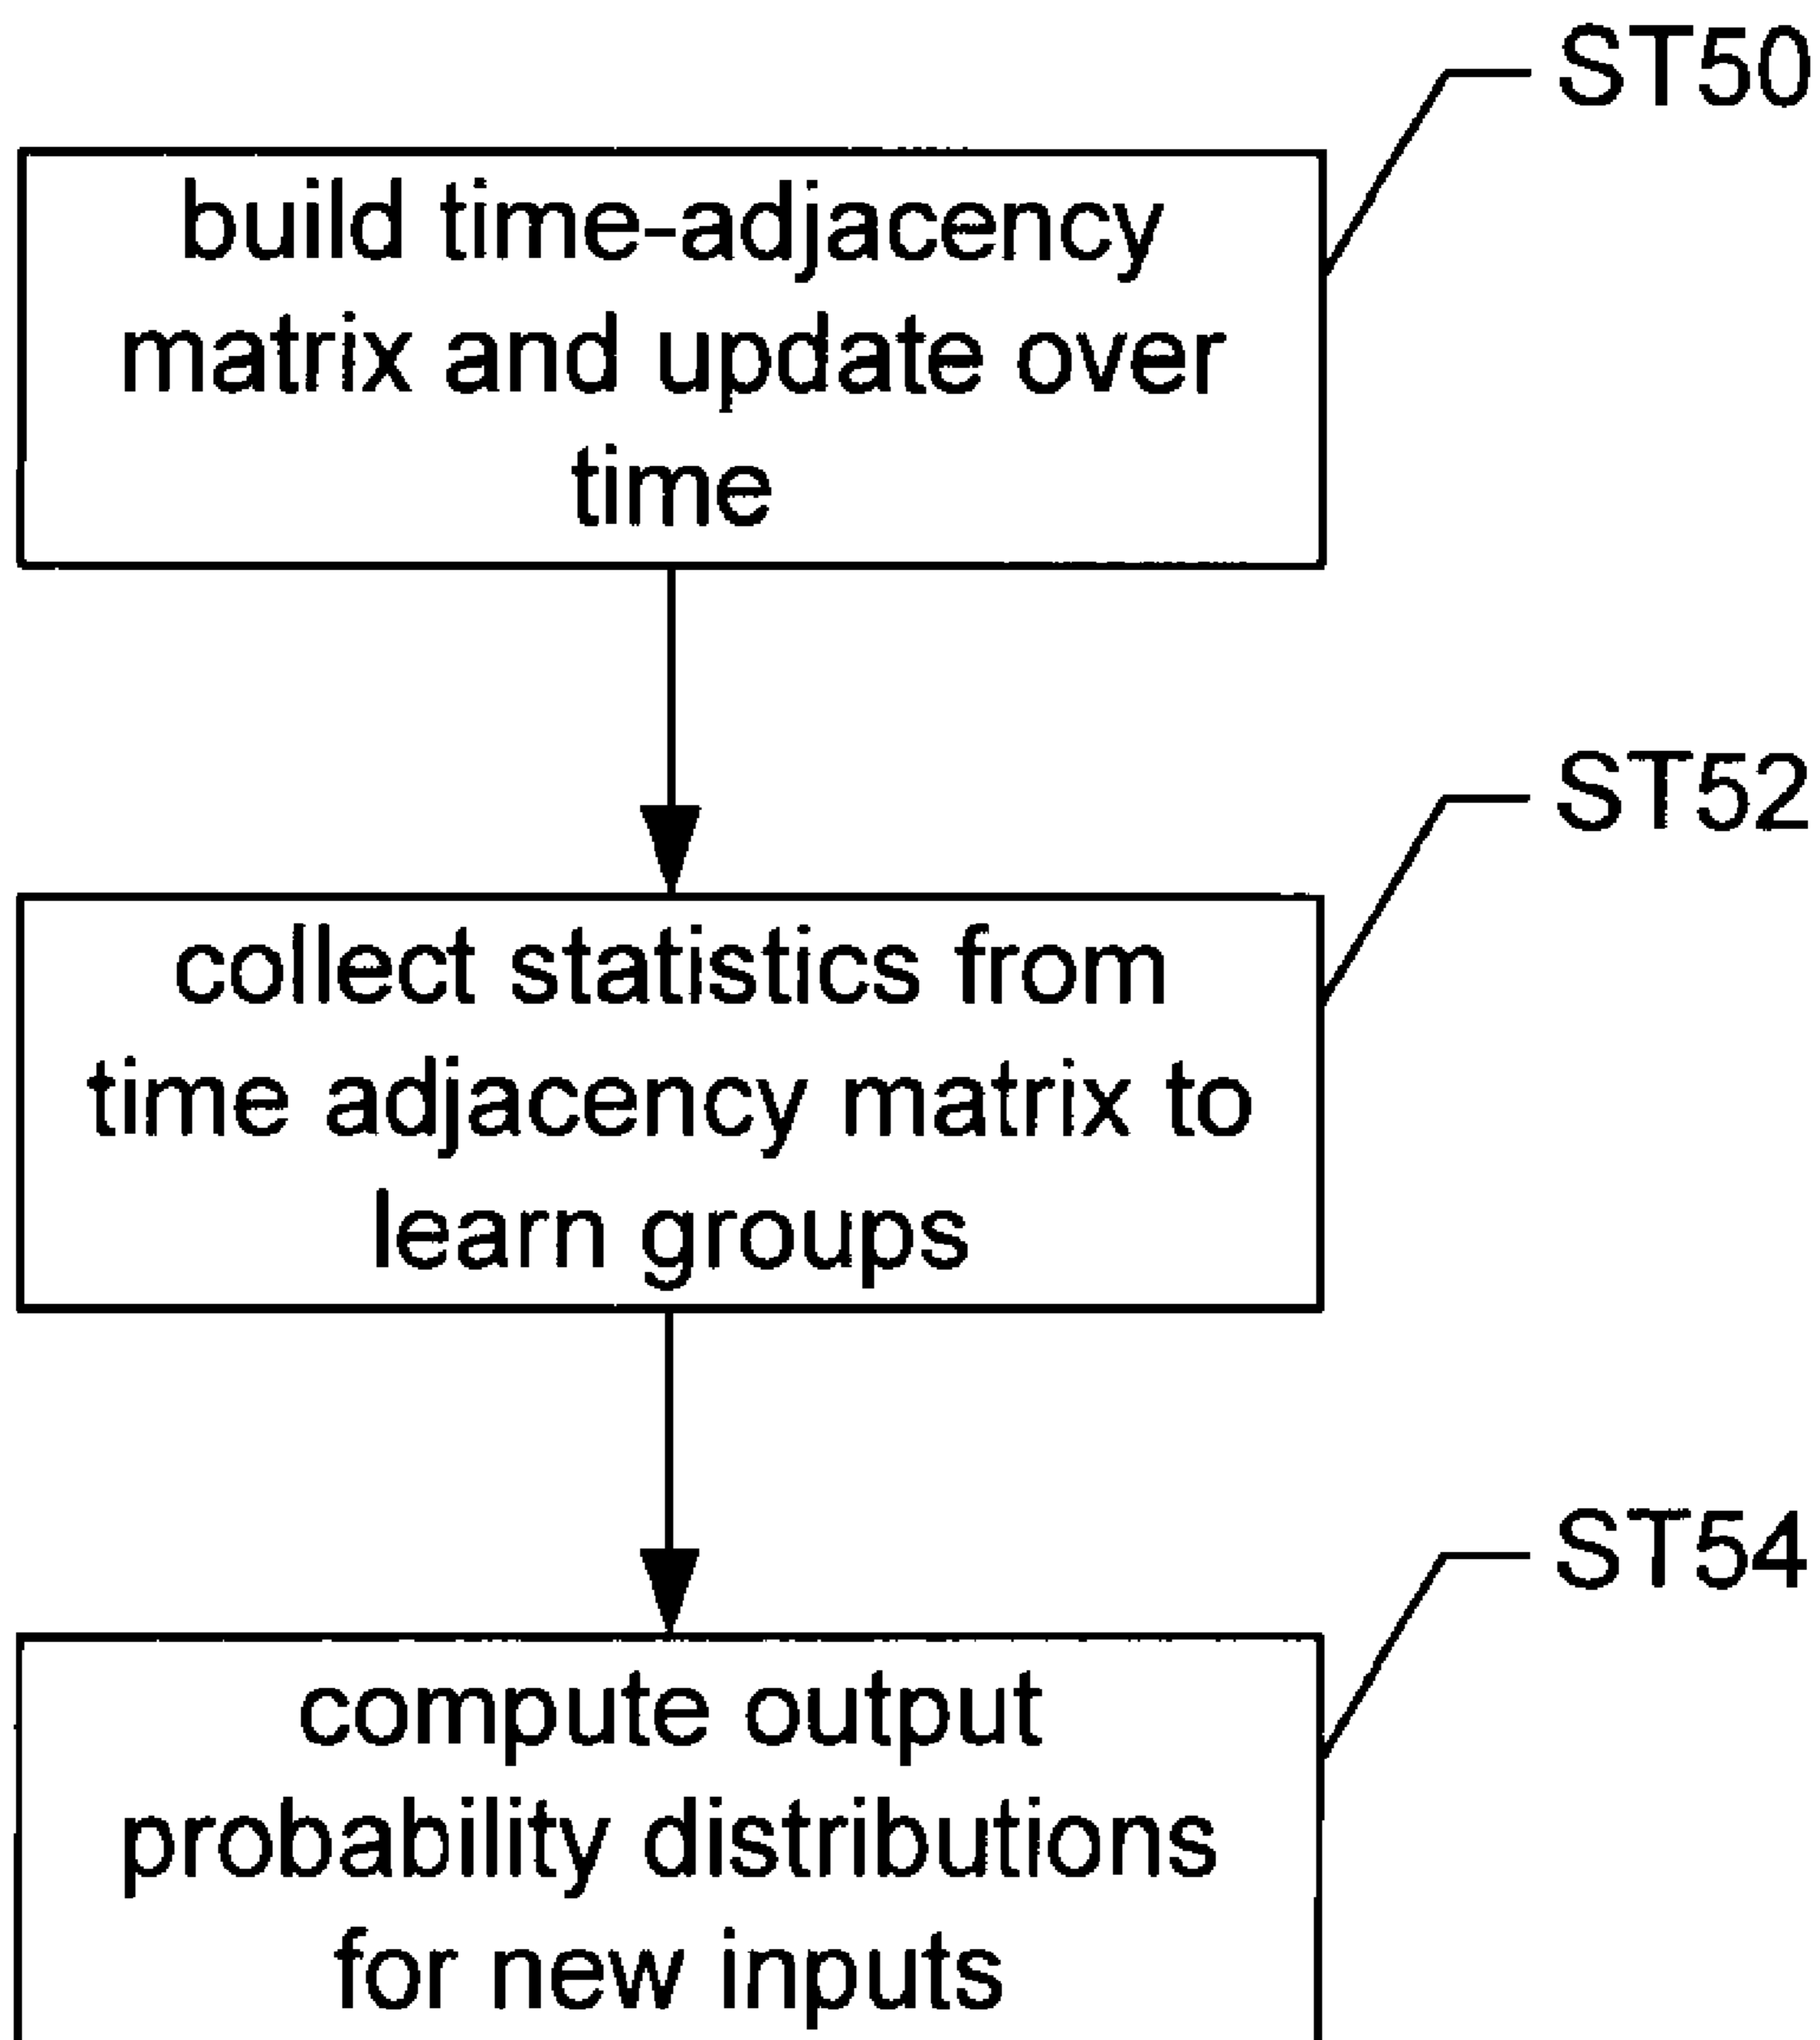 ST50
build time-adjacency
matrix and update over
time
ST52
collect statistics from
time adjacency matrix to
learn groups
ST54
compute output
probability distributions
for new inputs